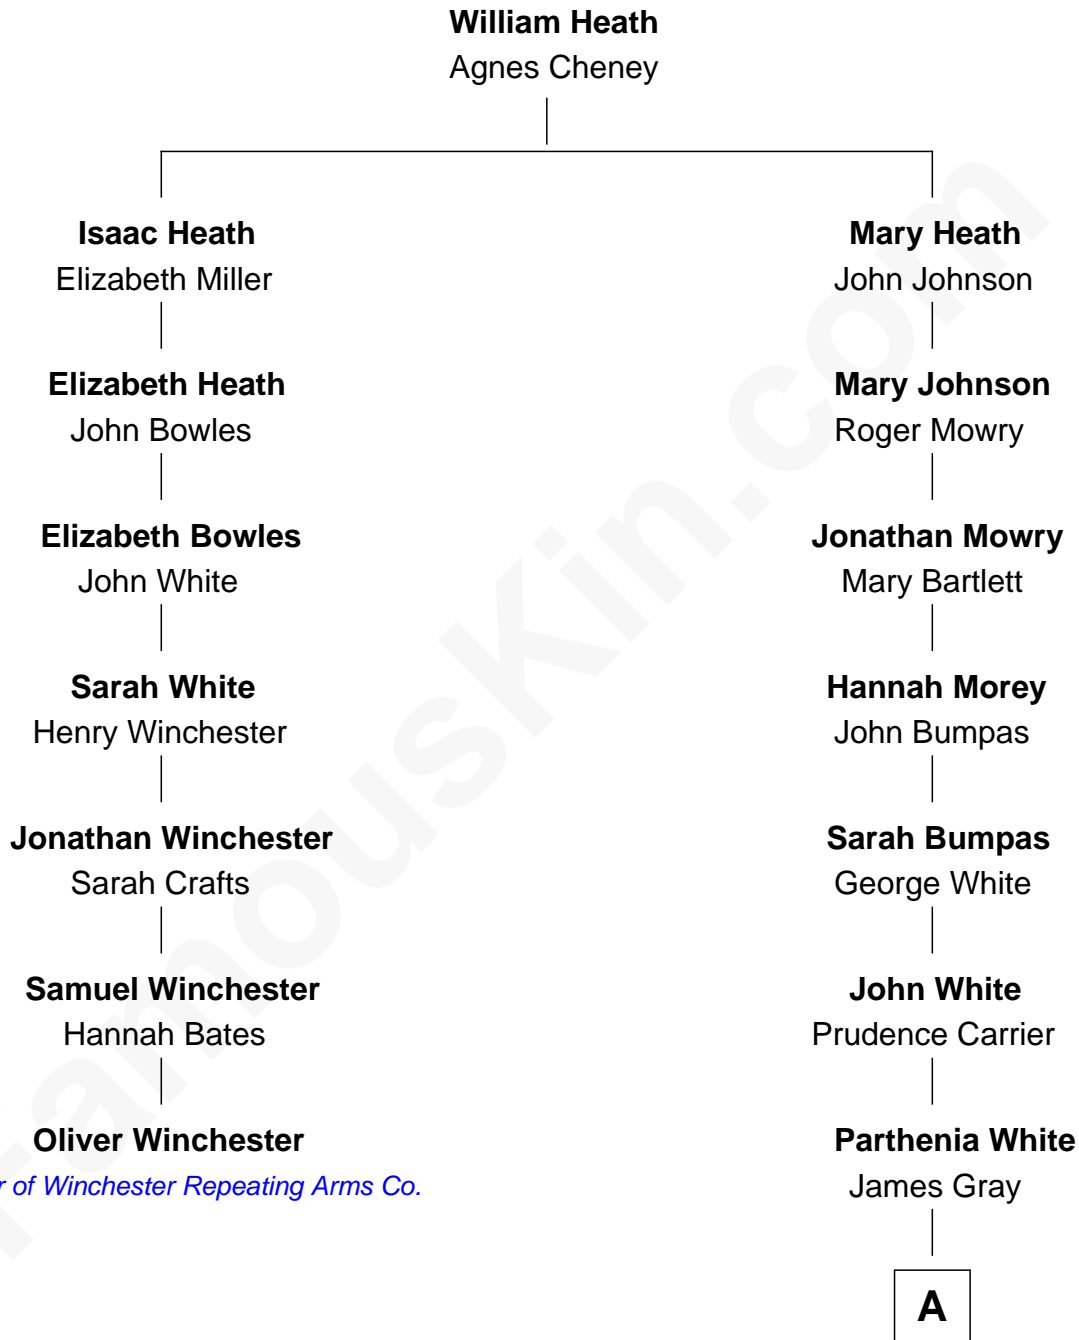 William Heath
Agnes Cheney
Isaac Heath
Elizabeth Miller
Mary Heath
John Johnson
Elizabeth Heath
John Bowles
Mary Johnson
Roger Mowry
Elizabeth Bowles
John White
Jonathan Mowry
Mary Bartlett
Sarah White
Henry Winchester
Hannah Morey
John Bumpas
Jonathan Winchester
Sarah Crafts
Sarah Bumpas
George White
Samuel Winchester
Hannah Bates
John White
Prudence Carrier
Oliver Winchester
r of Winchester Repeating Arms Co.
Parthenia White
James Gray
A
FamousKin.com